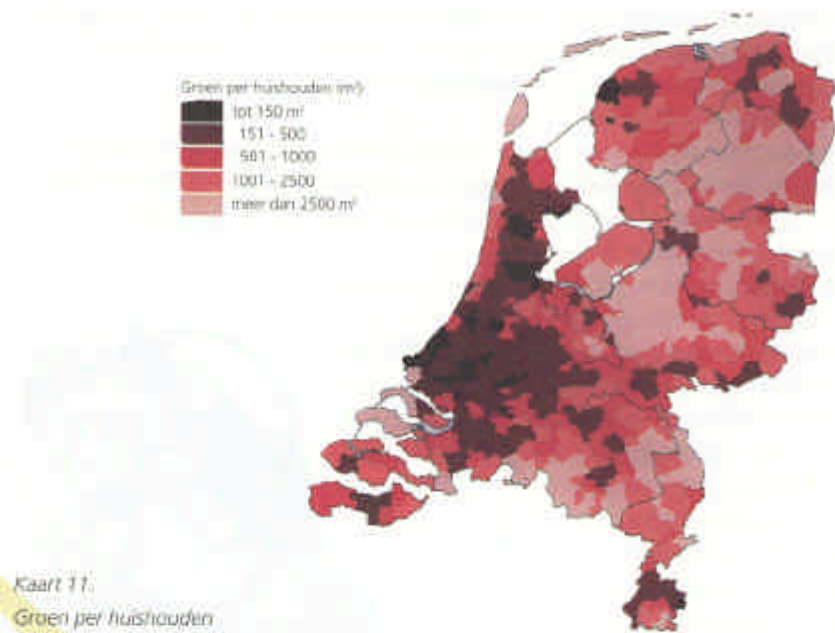 Groen per huishouden (m²)
tot 150 m²
151 - 500
501 - 1000
1001 - 2500
meer dan 2500 m²
Kaart 11.
Groen per huishouden